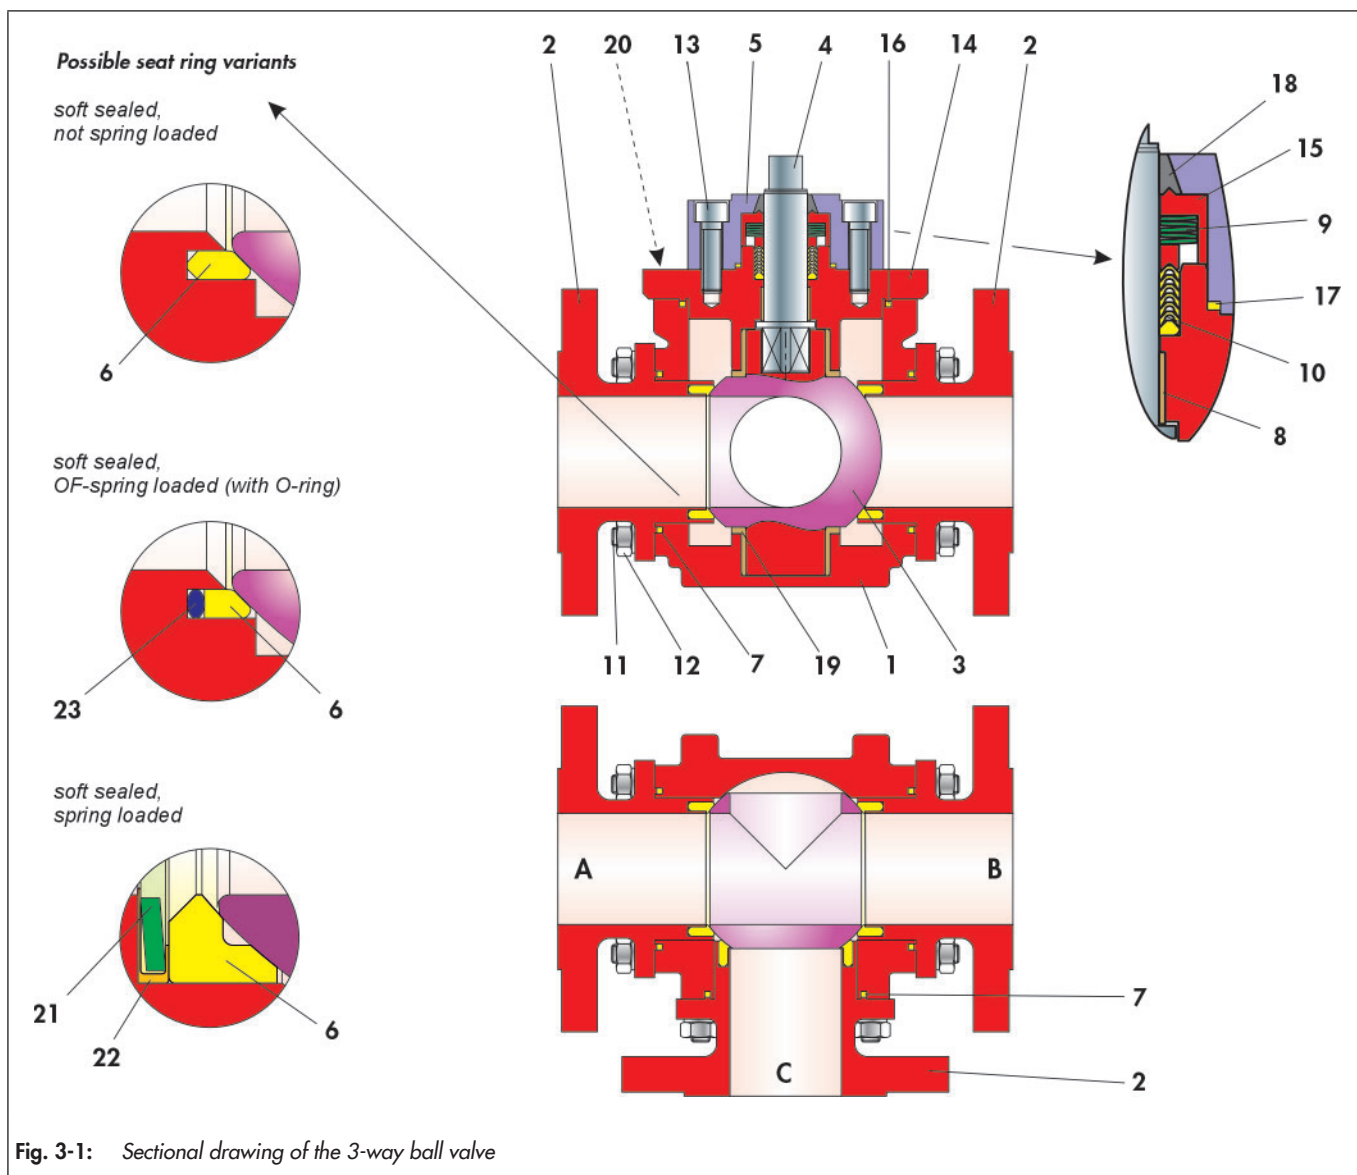 Possible seat ring variants
soft sealed,
not spring loaded
6
soft sealed,
OF-spring loaded (with O-ring)
23
6
soft sealed,
spring loaded
21
22
6
2
20
13
5
4
16
14
2
18
15
9
17
10
8
11
12
7
19
1
3
A
B
C
7
2
Fig. 3-1: Sectional drawing of the 3-way ball valve